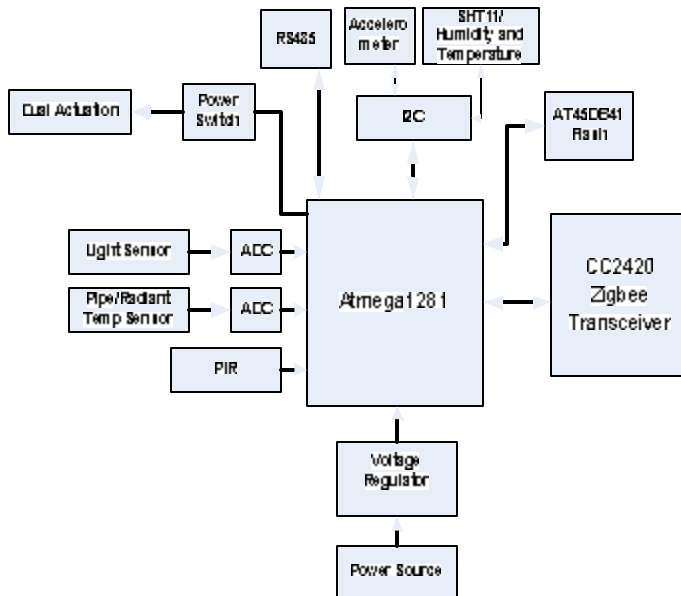 RS485
Accelero
meter
SHT11/
Humidity and
Temperature
Dual Actuation
Power
Switch
I2C
AT45DB41
Flash
Light Sensor
ADC
Pipe/Radiant
Temp Sensor
ADC
PIR
Atmega1281
CC2420
Zigbee
Transceiver
Voltage
Regulator
Power Source